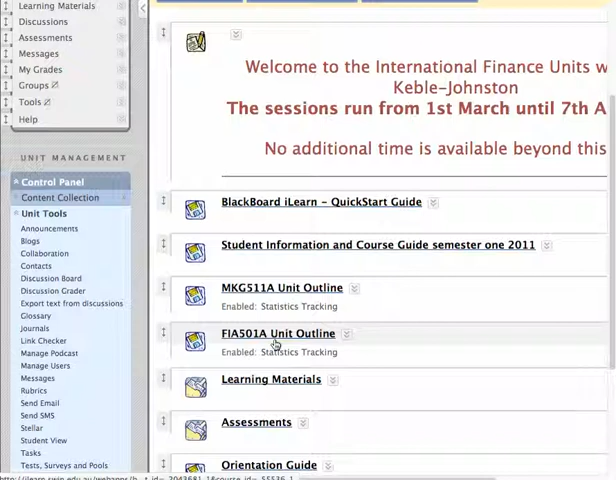 Learning Materials
Discussions
Assessments
Messages
My Grades
Groups
Tools
Help
UNIT MANAGEMENT
Control Panel
Content Collection
Unit Tools
Announcements
Blogs
Collaboration
Contacts
Discussion Board
Discussion Grader
Export text from discussions
Glossary
Journals
Link Checker
Manage Podcast
Manage Users
Messages
Rubrics
Send Email
Send SMS
Stellar
Student View
Tasks
Tests, Surveys and Pools
Welcome to the International Finance Units w
Keble-Johnston
The sessions run from 1st March until 7th A
No additional time is available beyond this
BlackBoard iLearn - QuickStart Guide
Student Information and Course Guide semester one 2011
MKG511A Unit Outline
Enabled: Statistics Tracking
FIA501A Unit Outline
Enabled: Statistics Tracking
Learning Materials
Assessments
Orientation Guide